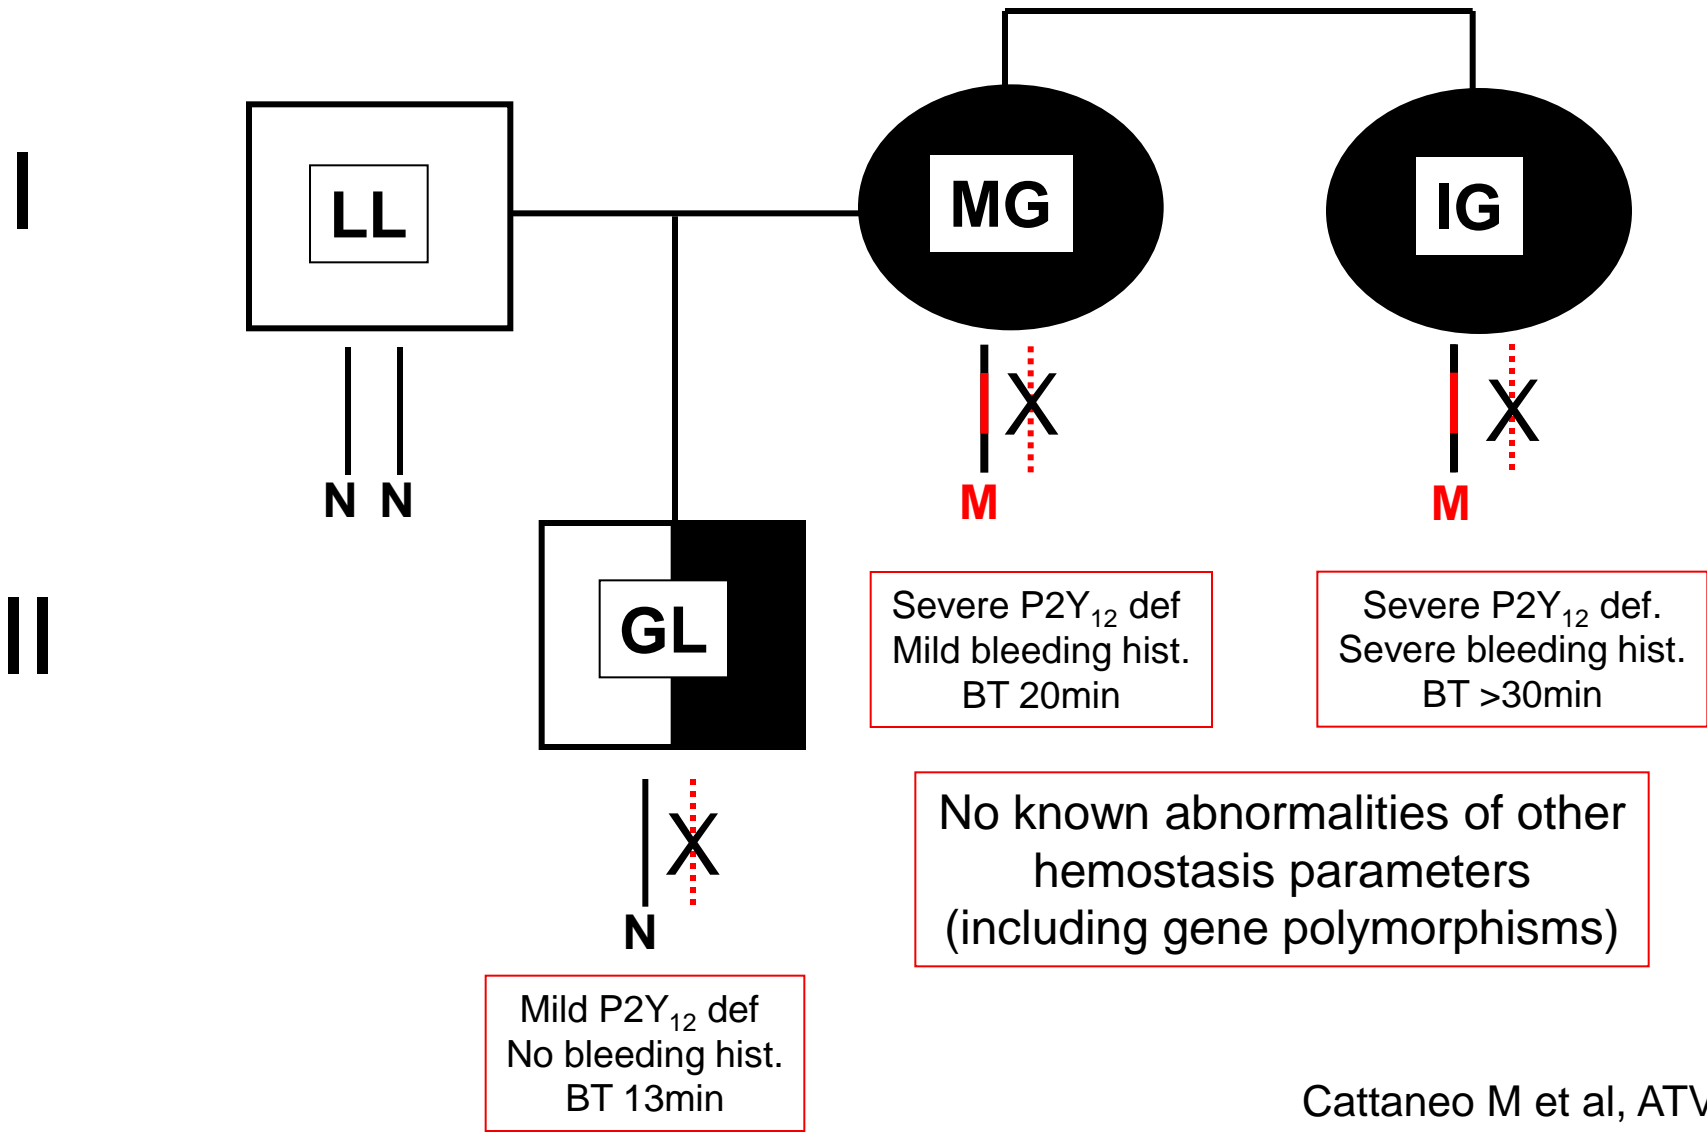 I
LL
MG
IG
N N
M
M
X
X
II
GL
Severe P2Y₁₂ def
Mild bleeding hist.
BT 20min
Severe P2Y₁₂ def.
Severe bleeding hist.
BT >30min
X
N
No known abnormalities of other
hemostasis parameters
(including gene polymorphisms)
Mild P2Y₁₂ def
No bleeding hist.
BT 13min
Cattaneo M et al, ATV